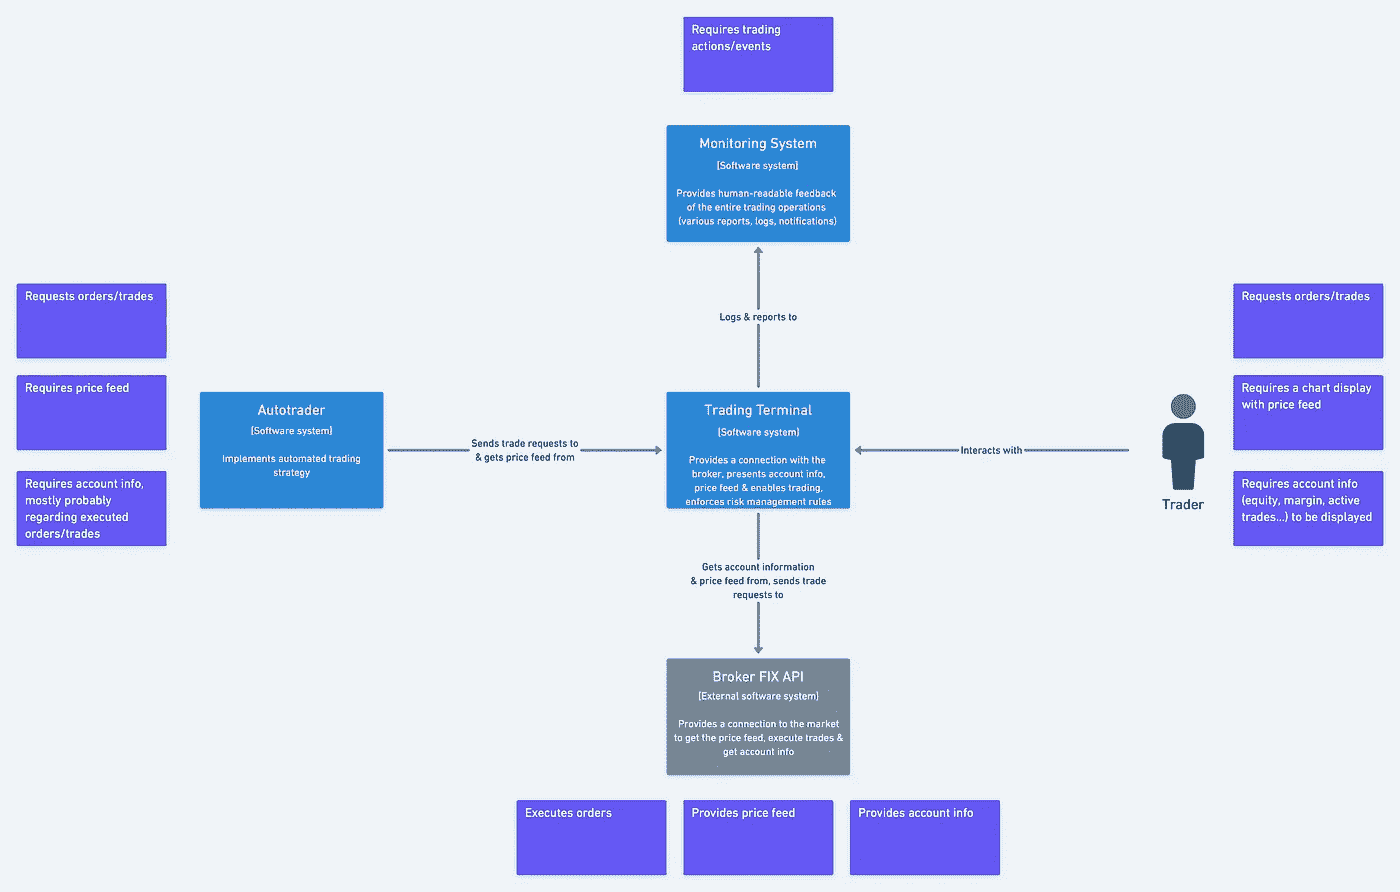 Requires trading
actions/events
Monitoring System
[Software system]
Provides human-readable feedback
of the entire trading operations
(various reports, logs, notifications)
Logs & reports to
Requests orders/trades
Requires price feed
Requires account info,
mostly probably
regarding executed
orders/trades
Autotrader
[Software system]
Implements automated trading
strategy
Sends trade requests to
& gets price feed from
Trading Terminal
[Software system]
Provides a connection with the
broker, presents account info,
price feed & enables trading,
enforces risk management rules
Interacts with
Trader
Requests orders/trades
Requires a chart display
with price feed
Requires account info
(equity, margin, active
trades...) to be displayed
Gets account information
& price feed from, sends trade
requests to
Broker FIX API
[External software system]
Provides a connection to the market
to get the price feed, execute trades &
get account info
Executes orders
Provides price feed
Provides account info